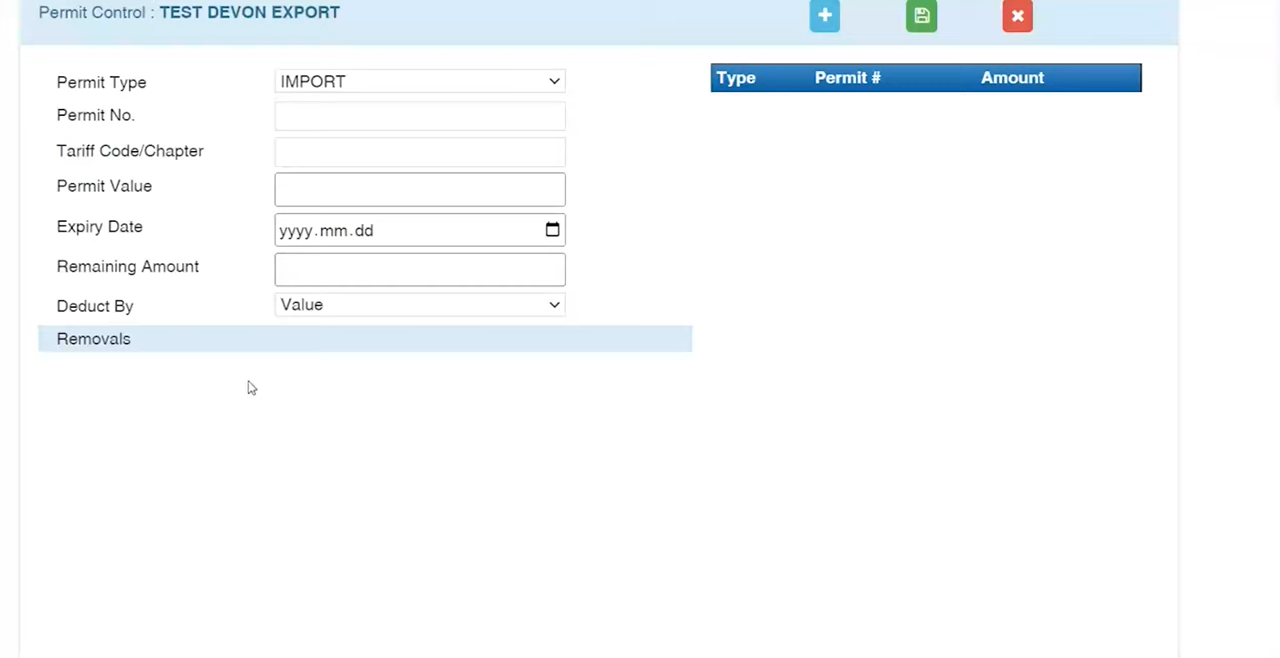 Permit Control : TEST DEVON EXPORT
Permit Type IMPORT
Permit No.
Tariff Code/Chapter
Permit Value
Expiry Date yyyy.mm.dd
Remaining Amount
Deduct By Value
Removals
Type Permit # Amount